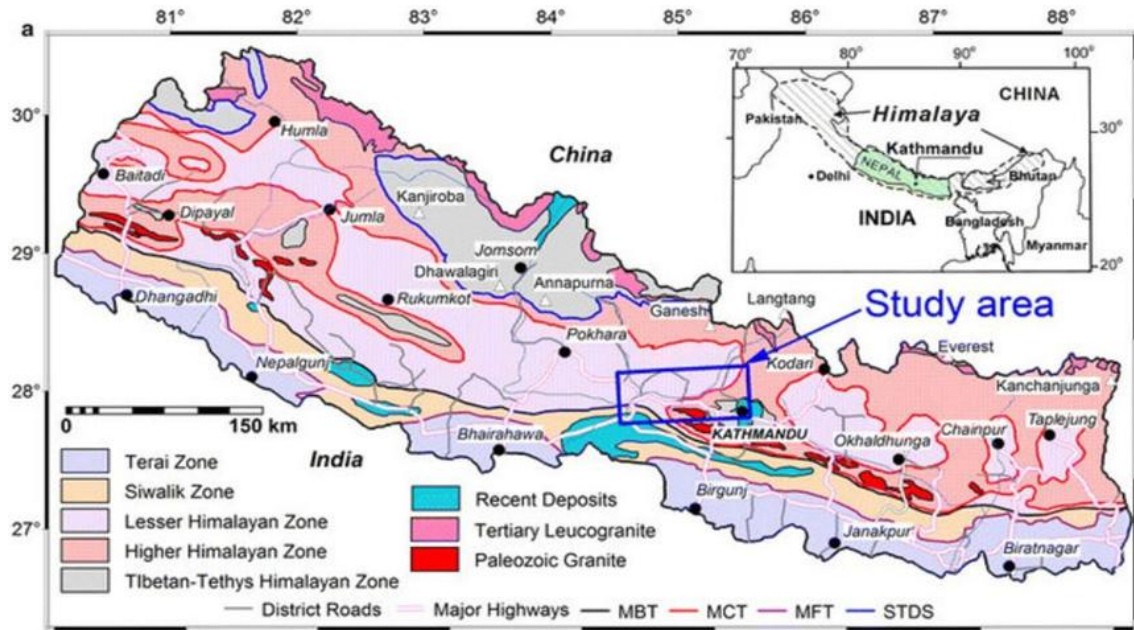 a
81° 82° 83° 84° 85° 86° 87° 88°
70° 80° 90° 100°
30°
29°
28°
27°
30°
20°
CHINA
Himalaya
Pakistan
Kathmandu
NEPAL
Delhi
Bhutan
INDIA
Bangladesh
Myanmar
Humla
China
Baitadi
Kanjiroba
Dipayal
Jumla
Jomsom
Dhawalagiri
Annapurna
Langtang
Dhangadhi
Rukumkot
Ganesh
Study area
Pokhara
Kodari
Everest
Nepalgunj
Kanchanjunga
Taplejung
Chainpur
150 km
Bhairahawa
KATHMANDU
Okhaldhunga
India
Birgunj
Janakpur
Biratnagar
Terai Zone
Siwalik Zone
Lesser Himalayan Zone
Higher Himalayan Zone
TIbetan-Tethys Himalayan Zone
Recent Deposits
Tertiary Leucogranite
Paleozoic Granite
District Roads Major Highways MBT MCT MFT STDS